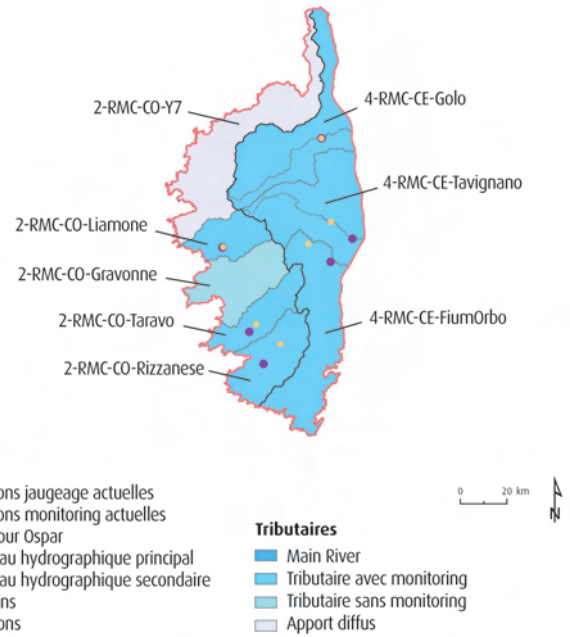 2-RMC-CO-Y7
4-RMC-CE-Golo
4-RMC-CE-Tavignano
2-RMC-CO-Liamone
2-RMC-CO-Gravonne
2-RMC-CO-Taravo
4-RMC-CE-FiumOrbo
2-RMC-CO-Rizzanese
ons jaugeage actuelles
ons monitoring actuelles
our Ospar
au hydrographique principal
au hydrographique secondaire
ns
ons
0 20 km
N
Tributaires
Main River
Tributaire avec monitoring
Tributaire sans monitoring
Apport diffus